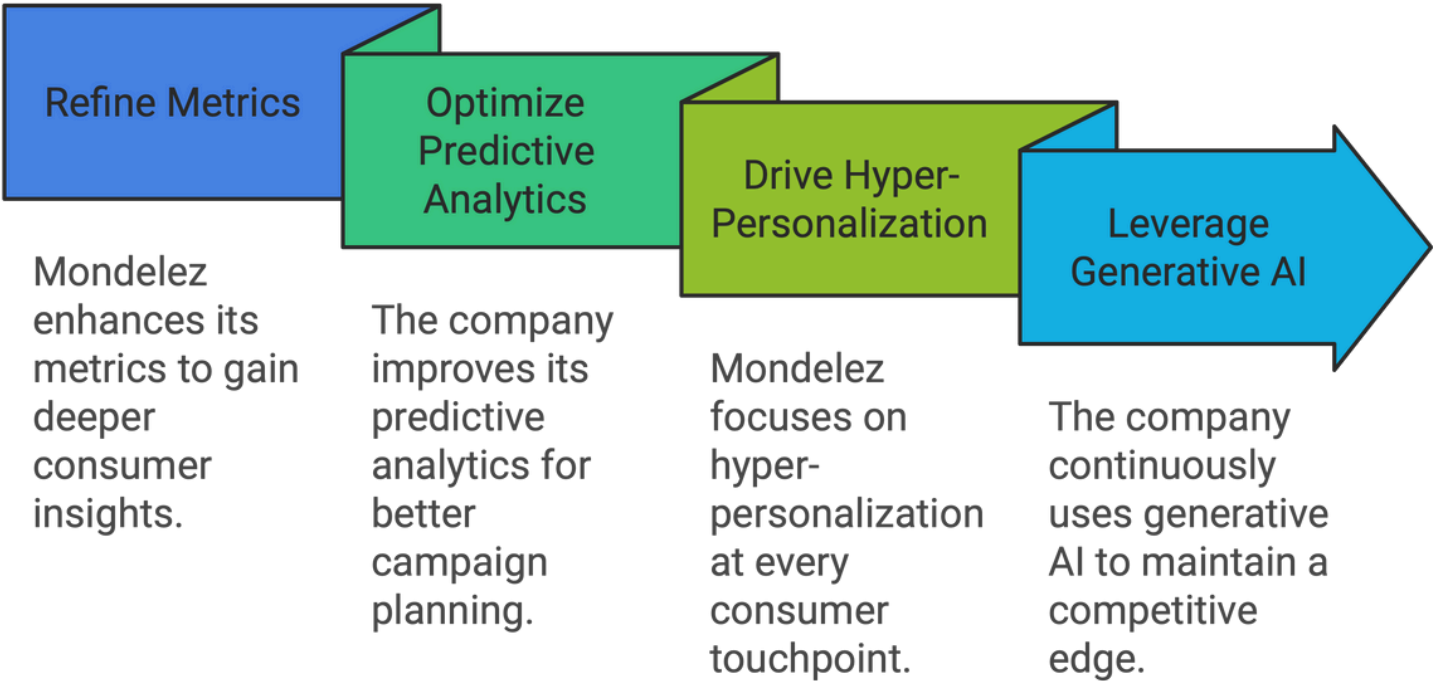 Refine Metrics
Mondelez
enhances its
metrics to gain
deeper
consumer
insights.
Optimize
Predictive
Analytics
The company
improves its
predictive
analytics for
better
campaign
planning.
Drive Hyper-
Personalization
Mondelez
focuses on
hyper-
personalization
at every
consumer
touchpoint.
Leverage
Generative AI
The company
continuously
uses generative
AI to maintain a
competitive
edge.